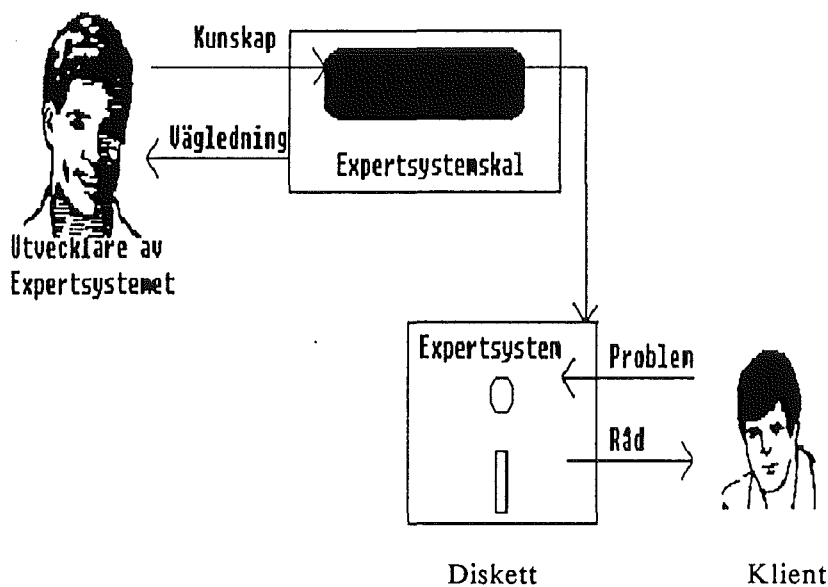 Kunskap
Vägledning
Expertsystemskal
Utvecklare av
Expertsystemet
Expertsystem
Problem
Råd
Diskett
Klient